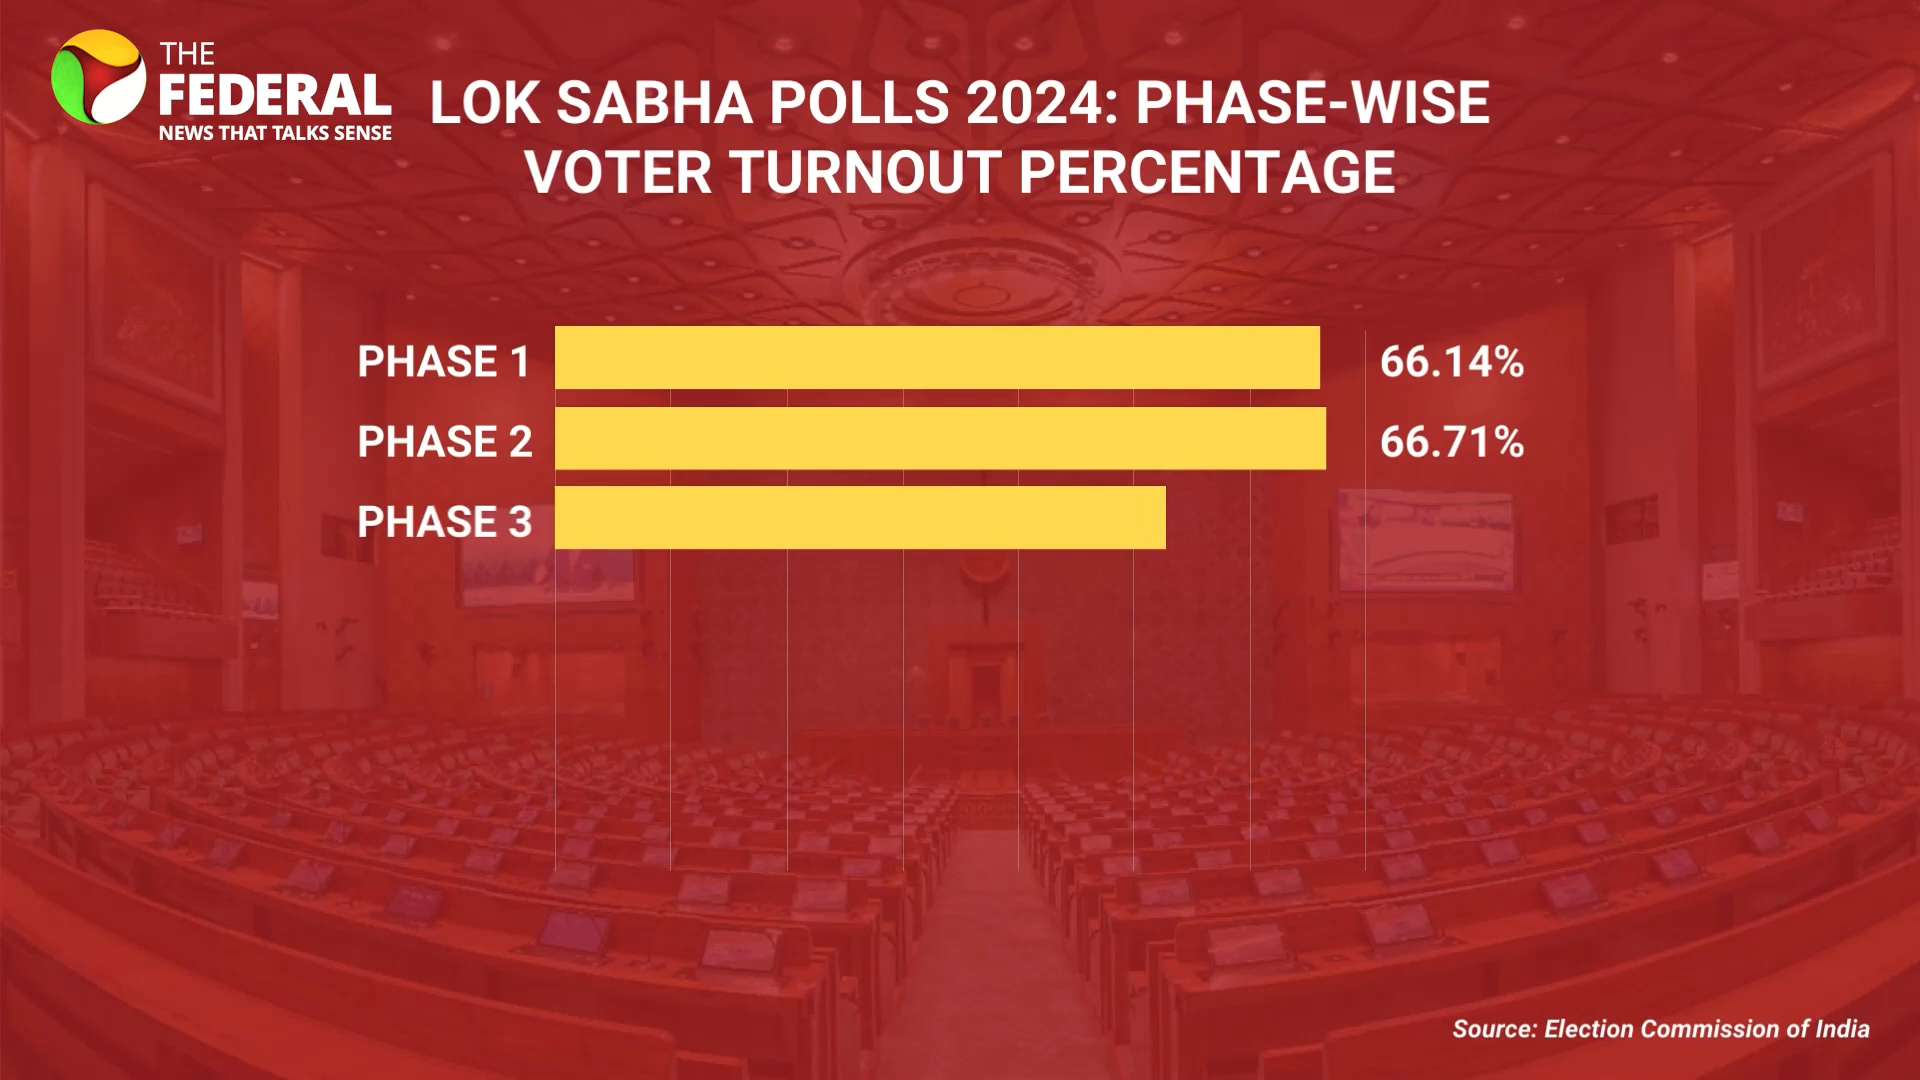 THE
FEDERAL
NEWS THAT TALKS SENSE
LOK SABHA POLLS 2024: PHASE-WISE
VOTER TURNOUT PERCENTAGE
PHASE 1 66.14%
PHASE 2 66.71%
PHASE 3
Source: Election Commission of India